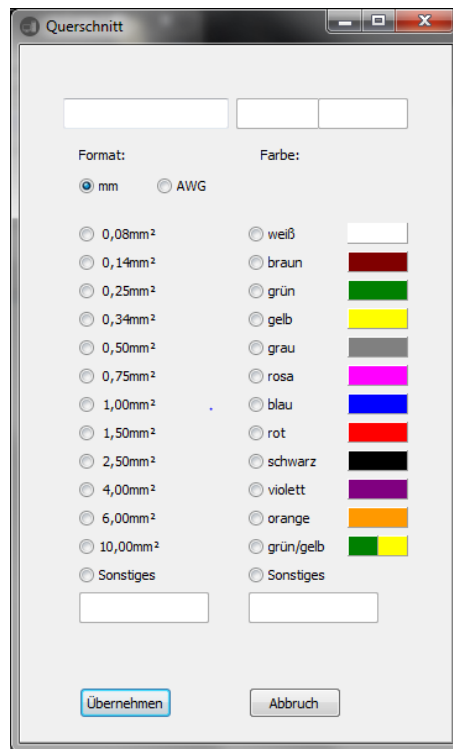 Querschnitt
Format: Farbe:
mm AWG
0,08mm² weiß
0,14mm² braun
0,25mm² grün
0,34mm² gelb
0,50mm² grau
0,75mm² rosa
1,00mm² blau
1,50mm² rot
2,50mm² schwarz
4,00mm² violett
6,00mm² orange
10,00mm² grün/gelb
Sonstiges Sonstiges
Übernehmen Abbruch